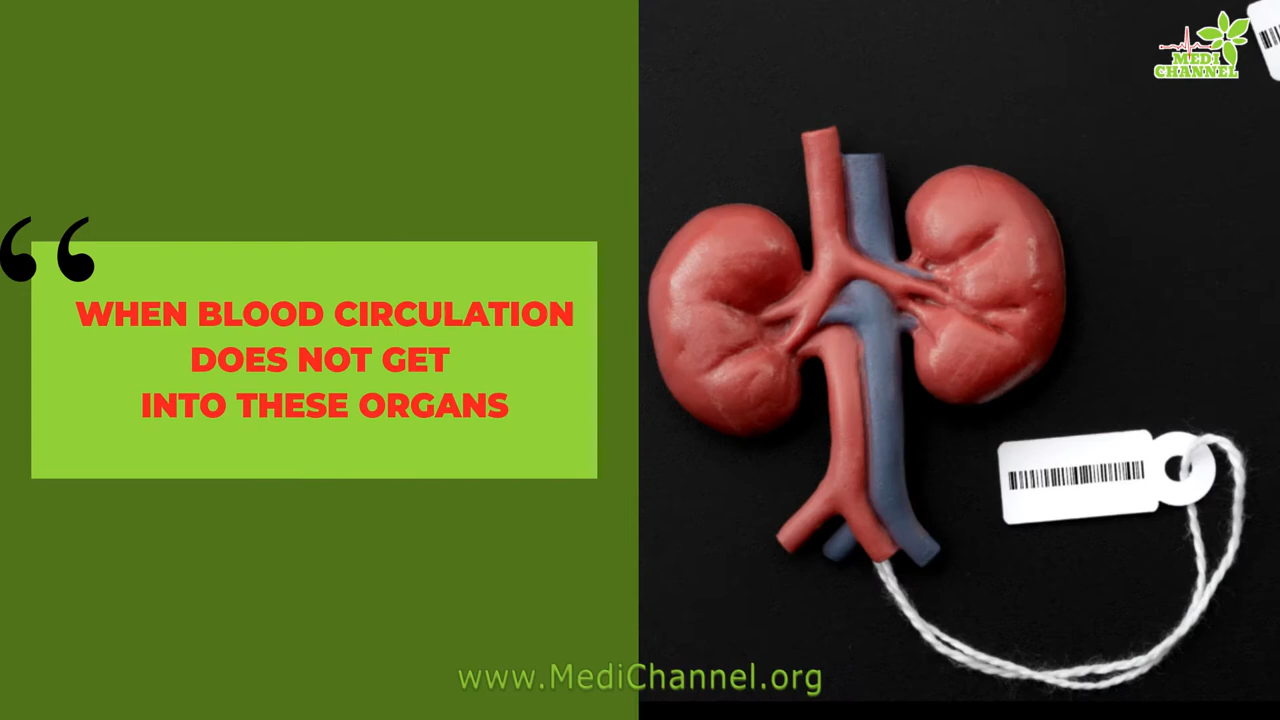 MEDI
CHANNEL
“
WHEN BLOOD CIRCULATION
DOES NOT GET
INTO THESE ORGANS
www.MediChannel.org